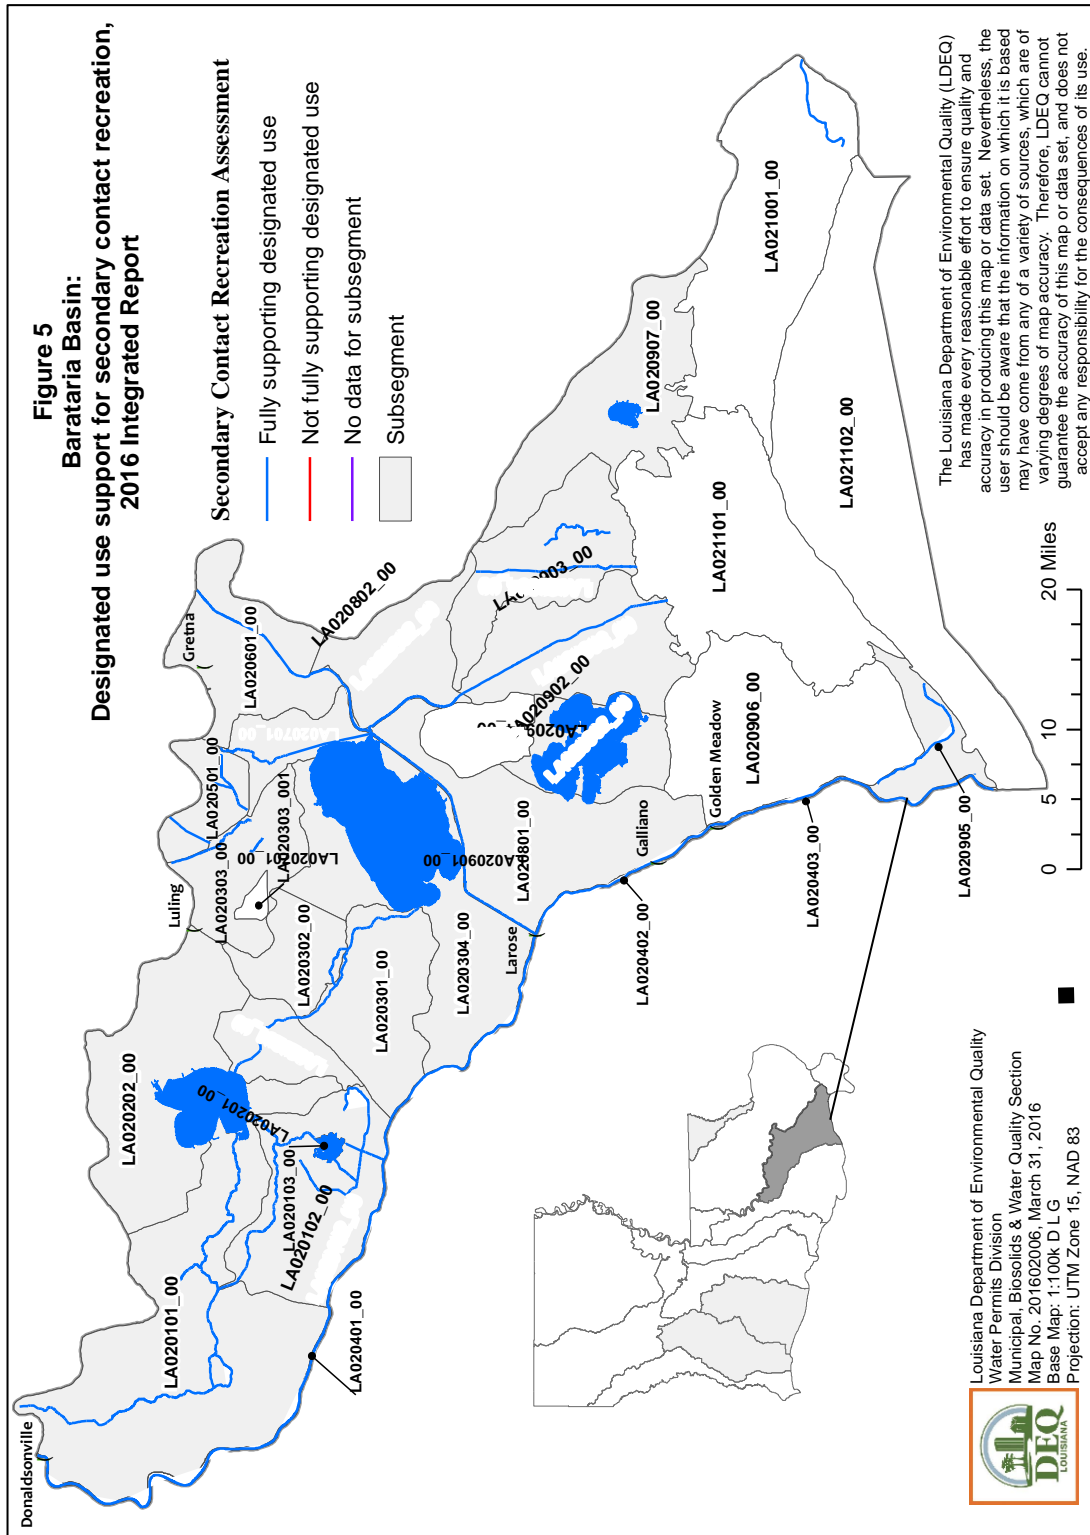 Figure 5
Barataria Basin:
Designated use support for secondary contact recreation,
2016 Integrated Report
Secondary Contact Recreation Assessment
Fully supporting designated use
Not fully supporting designated use
No data for subsegment
Subsegment
Donaldsonville
LA020101_00
LA020401_00
LA020202_00
LA020201_00
LA020103_00
LA020102_00
Luling
LA020303_00
LA020303_001
LA020701_00
LA020302_00
LA020301_00
LA020304_00
LA020501_00
LA020701_00
Gretna
LA020601_00
LA020802_00
LA020901_00
LA020801_00
Larose
LA020402_00
Galliano
Golden Meadow
LA020403_00
LA020902_00
LA020906_00
LA020905_00
LA020907_00
LA021001_00
LA021101_00
LA021102_00
0 5 10 20 Miles
The Louisiana Department of Environmental Quality (LDEQ)
has made every reasonable effort to ensure quality and
accuracy in producing this map or data set. Nevertheless, the
user should be aware that the information on which it is based
may have come from any of a variety of sources, which are of
varying degrees of map accuracy. Therefore, LDEQ cannot
guarantee the accuracy of this map or data set, and does not
accept any responsibility for the consequences of its use.
DEQ
LOUISIANA
Louisiana Department of Environmental Quality
Water Permits Division
Municipal, Biosolids & Water Quality Section
Map No. 201602006, March 31, 2016
Base Map: 1:100k D L G
Projection: UTM Zone 15, NAD 83